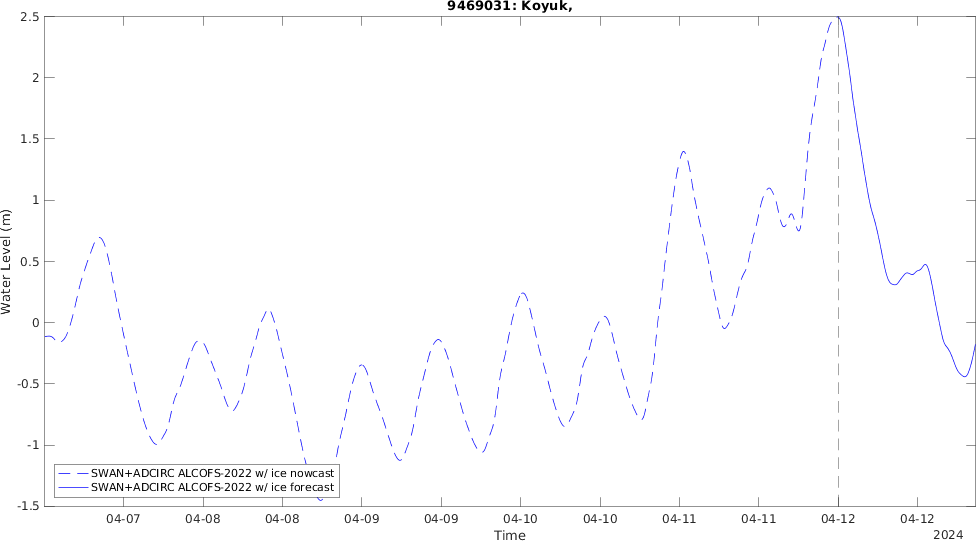 9469031: Koyuk,
2.5
2
1.5
1
0.5
0
-0.5
-1
-1.5
Water Level (m)
SWAN+ADCIRC ALCOFS-2022 w/ ice nowcast
SWAN+ADCIRC ALCOFS-2022 w/ ice forecast
04-07 04-08 04-08 04-09 04-09 04-10 04-10 04-11 04-11 04-12 04-12
Time
2024